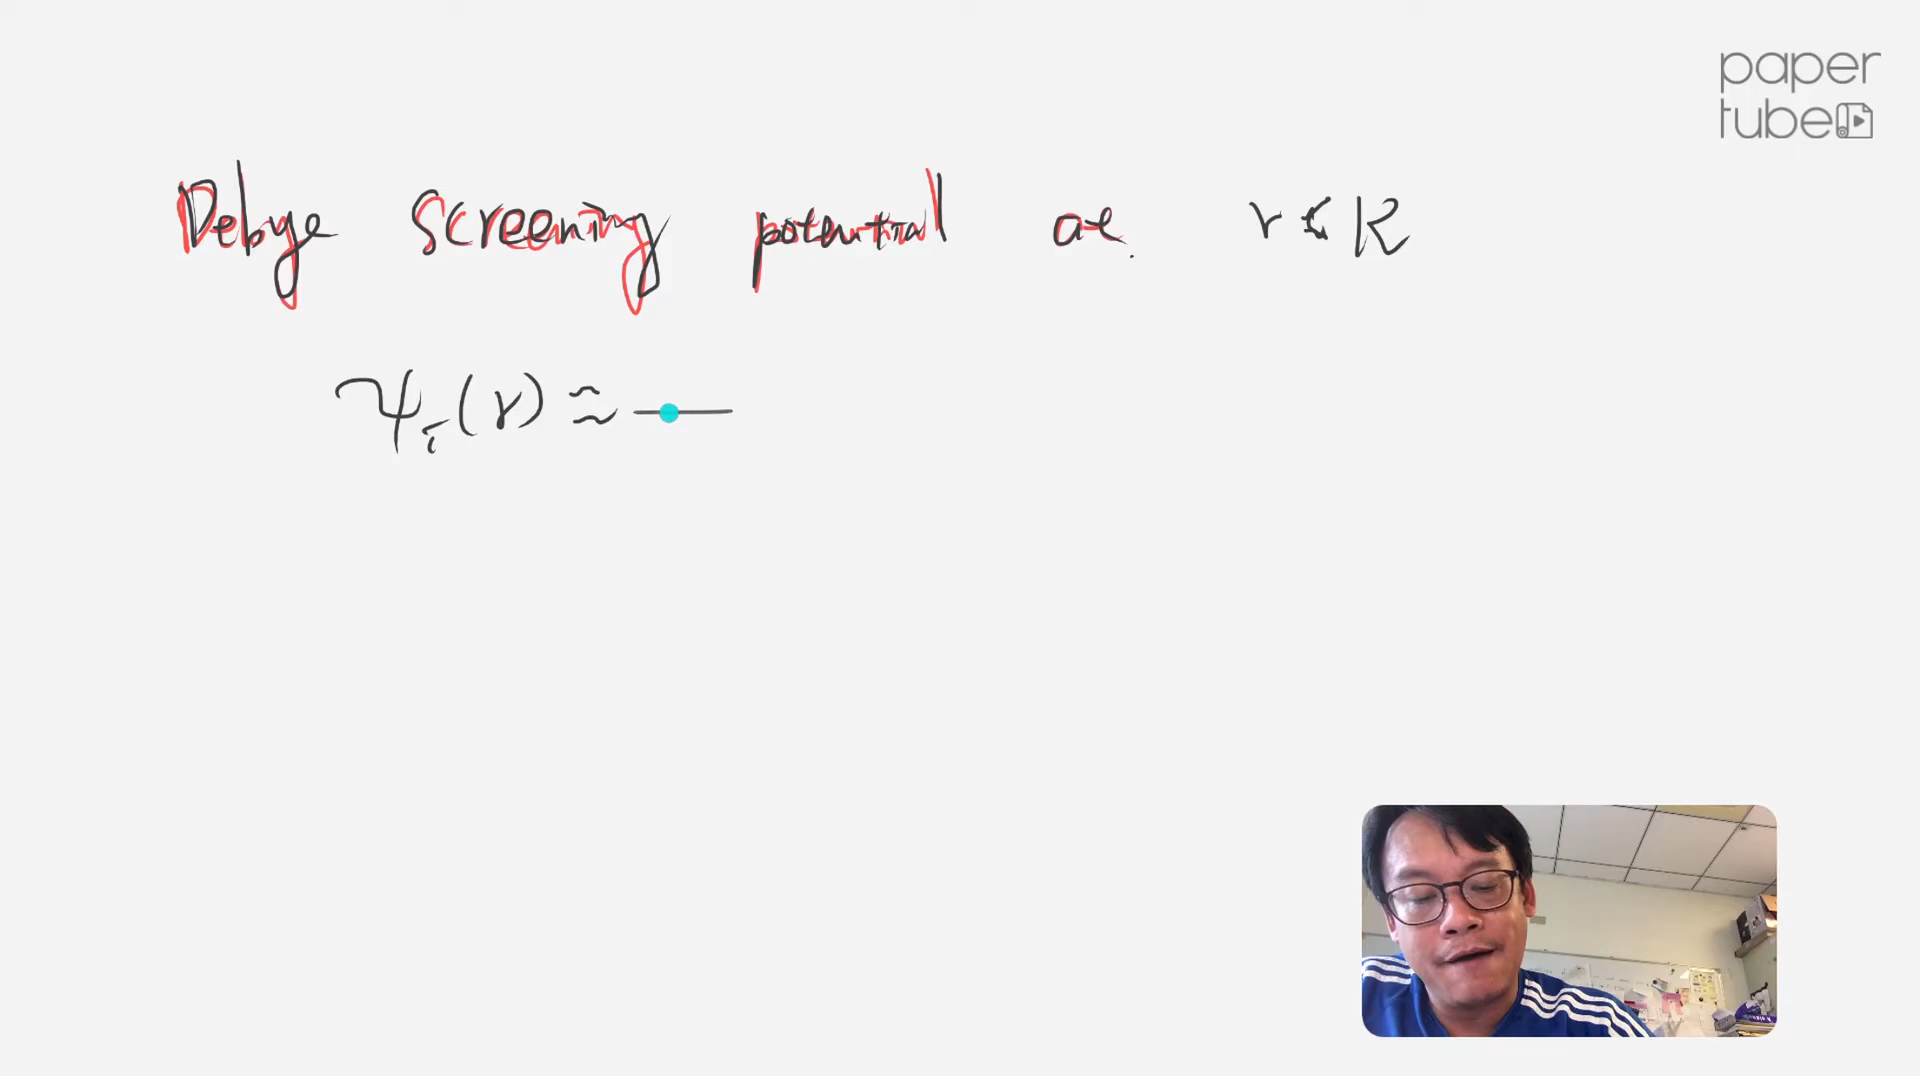 paper
tube
Debye screening potential at r < R
Ψᵢ(r) ≈ —